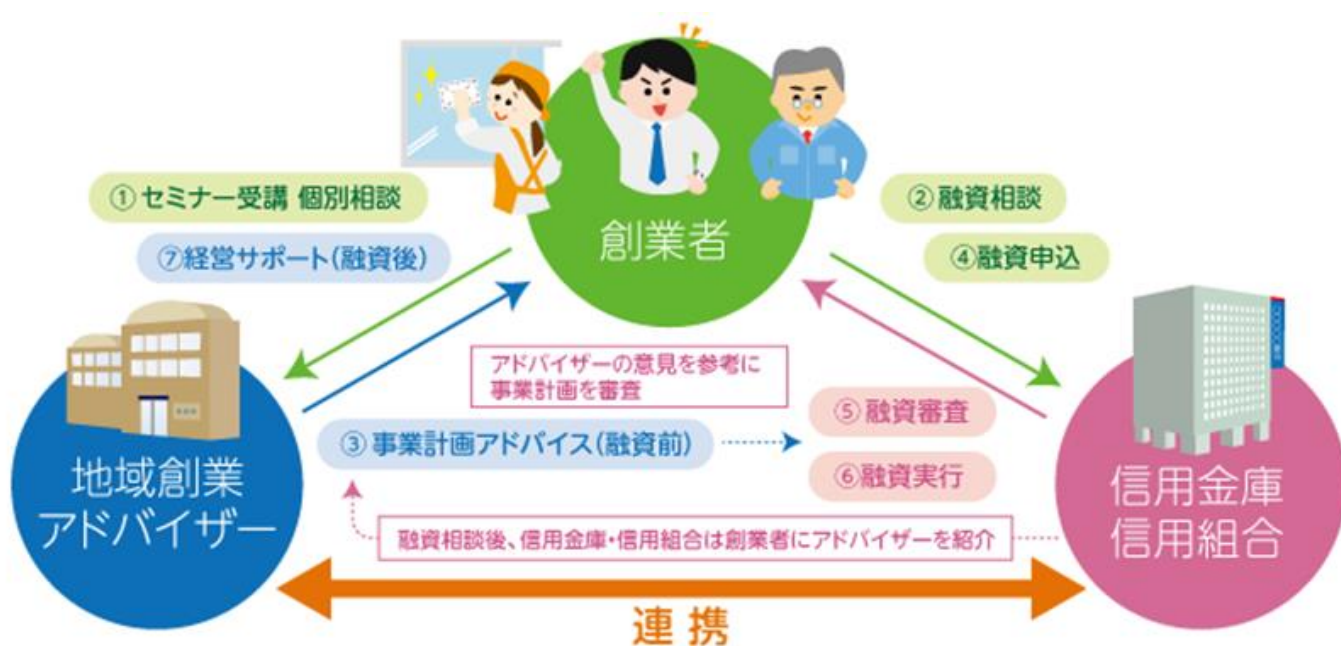 創業者
① セミナー受講 個別相談
⑦経営サポート(融資後)
② 融資相談
④融資申込
アドバイザーの意見を参考に
事業計画を審査
③ 事業計画アドバイス(融資前)
⑤ 融資審査
⑥融資実行
地域創業
アドバイザー
信用金庫
信用組合
融資相談後、信用金庫・信用組合は創業者にアドバイザーを紹介
連携